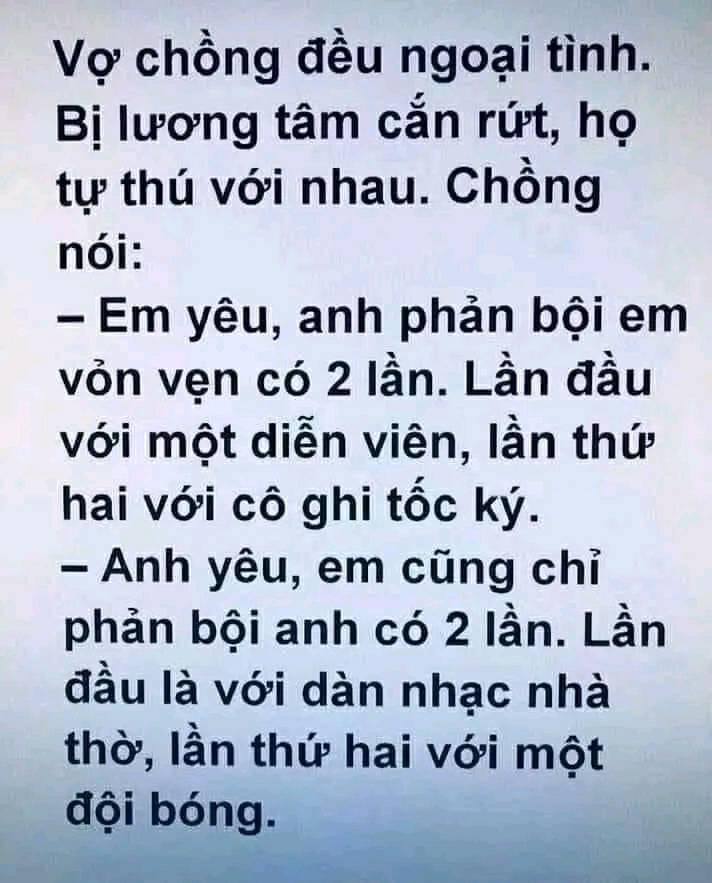 Vợ chồng đều ngoại tình.
Bị lương tâm cắn rứt, họ
tự thú với nhau. Chồng
nói:
– Em yêu, anh phản bội em
vỏn vẹn có 2 lần. Lần đầu
với một diễn viên, lần thứ
hai với cô ghi tốc ký.
– Anh yêu, em cũng chỉ
phản bội anh có 2 lần. Lần
đầu là với dàn nhạc nhà
thờ, lần thứ hai với một
đội bóng.